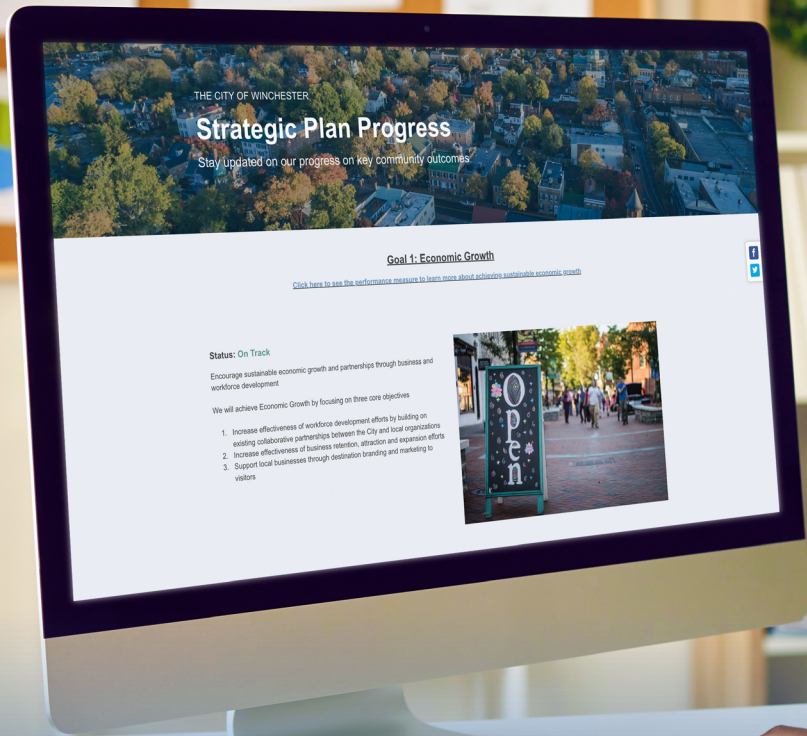 THE CITY OF WINCHESTER
Strategic Plan Progress
Stay updated on our progress on key community outcomes
Goal 1: Economic Growth
Click here to see the performance measure to learn more about achieving sustainable economic growth
f
Status: On Track
Encourage sustainable economic growth and partnerships through business and
workforce development
We will achieve Economic Growth by focusing on three core objectives
1. Increase effectiveness of workforce development efforts by building on
existing collaborative partnerships between the City and local organizations
2. Increase effectiveness of business retention, attraction and expansion efforts
3. Support local businesses through destination branding and marketing to
visitors
Open